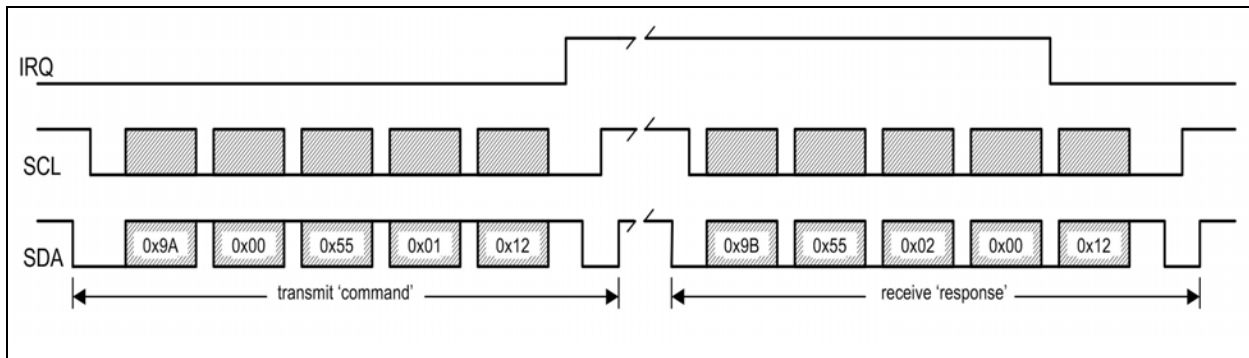 IRQ
SCL
SDA
0x9A 0x00 0x55 0x01 0x12 0x9B 0x55 0x02 0x00 0x12
transmit ‘command’ receive ‘response’